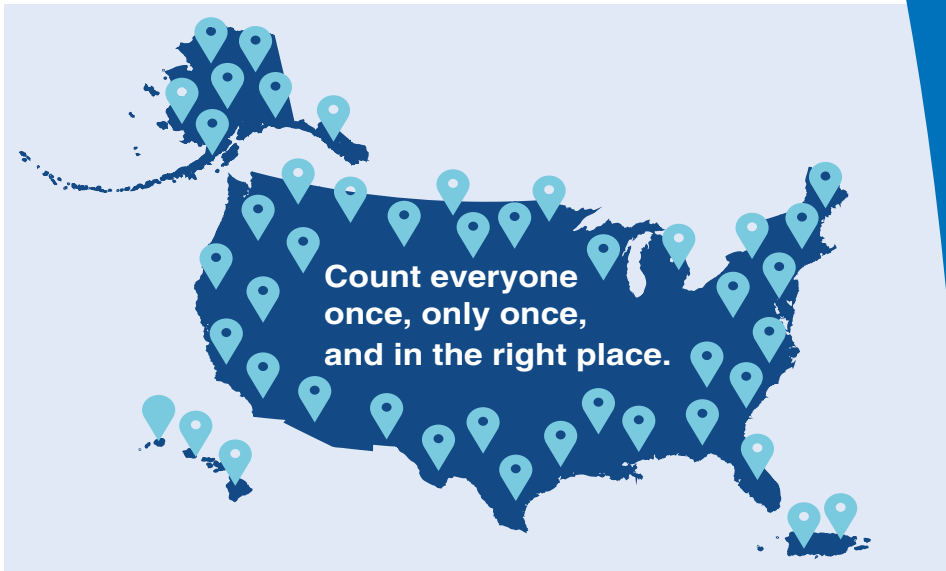 Count everyone
once, only once,
and in the right place.